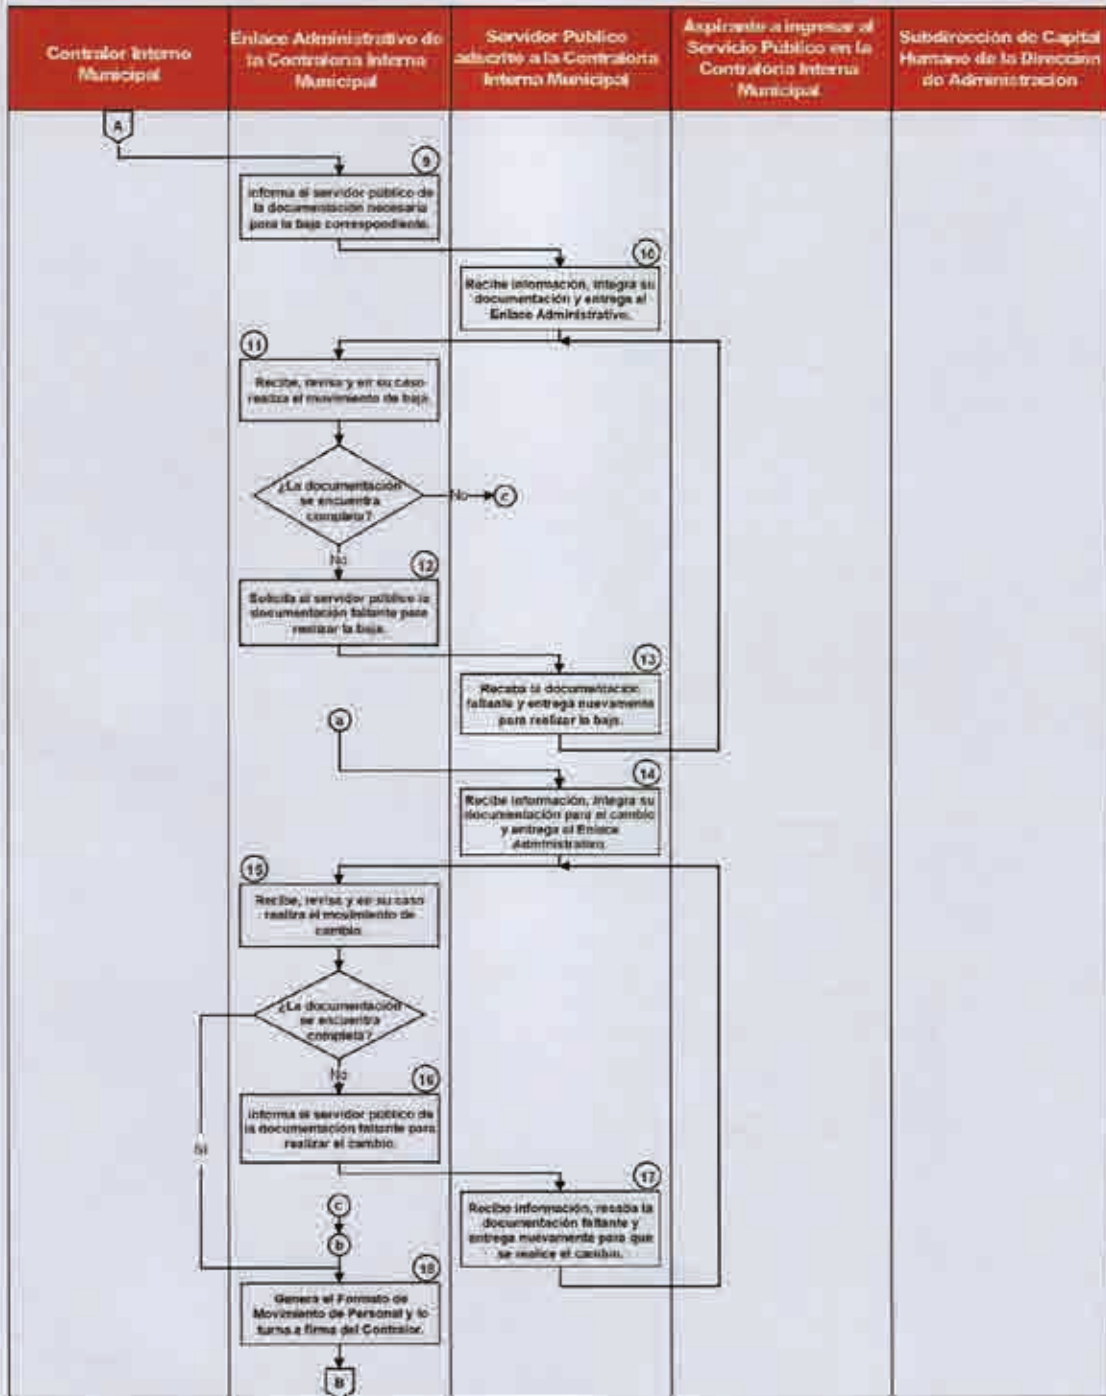 Contralor Interno
Municipal
Enlace Administrativo de
la Contraloría Interna
Municipal
Servidor Público
adscrito a la Contraloría
Interna Municipal
Aspirante a ingresar al
Servicio Público en la
Contraloría Interna
Municipal
Subdirección de Capital
Humano de la Dirección
de Administración
A
9
Informa al servidor público de
la documentación necesaria
para la baja correspondiente.
10
Recibe información, integra su
documentación y entrega al
Enlace Administrativo.
11
Recibe, revisa y en su caso
realiza el movimiento de baja.
¿La documentación
se encuentra
completa?
No
c
No
12
Solicita al servidor público la
documentación faltante para
realizar la baja.
13
Recaba la documentación
faltante y entrega nuevamente
para realizar la baja.
a
14
Recibe información, integra su
documentación para el cambio
y entrega al Enlace
Administrativo
15
Recibe, revisa y en su caso
realiza el movimiento de
cambio
¿La documentación
se encuentra
completa?
No
16
Informa al servidor público de
la documentación faltante para
realizar el cambio.
Si
17
Recibe información, recaba la
documentación faltante y
entrega nuevamente para que
se realice el cambio.
c
b
18
Genera el Formato de
Movimiento de Personal y lo
turna a firma del Contralor.
B